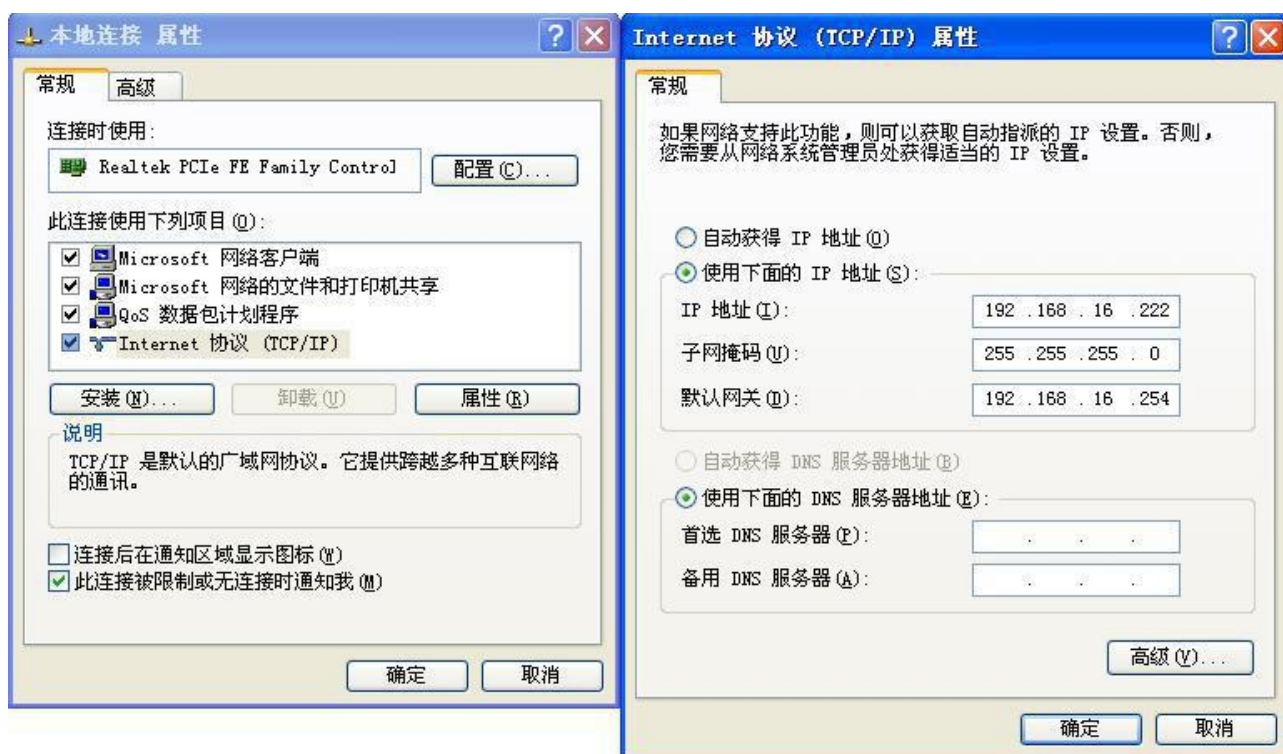 本地连接 属性
常规
高级
连接时使用:
Realtek PCIe FE Family Control
配置(C)...
此连接使用下列项目(O):
Microsoft 网络客户端
Microsoft 网络的文件和打印机共享
QoS 数据包计划程序
Internet 协议 (TCP/IP)
安装(N)...
卸载(U)
属性(R)
说明
TCP/IP 是默认的广域网协议。它提供跨越多种互联网络
的通讯。
连接后在通知区域显示图标(W)
此连接被限制或无连接时通知我(M)
确定
取消
Internet 协议 (TCP/IP) 属性
常规
如果网络支持此功能，则可以获取自动指派的 IP 设置。否则，
您需要从网络系统管理员处获得适当的 IP 设置。
自动获得 IP 地址(O)
使用下面的 IP 地址(S):
IP 地址(I): 192 .168 . 16 .222
子网掩码(U): 255 .255 .255 . 0
默认网关(D): 192 .168 . 16 .254
自动获得 DNS 服务器地址(B)
使用下面的 DNS 服务器地址(E):
首选 DNS 服务器(P): . . .
备用 DNS 服务器(A): . . .
高级(V)...
确定
取消